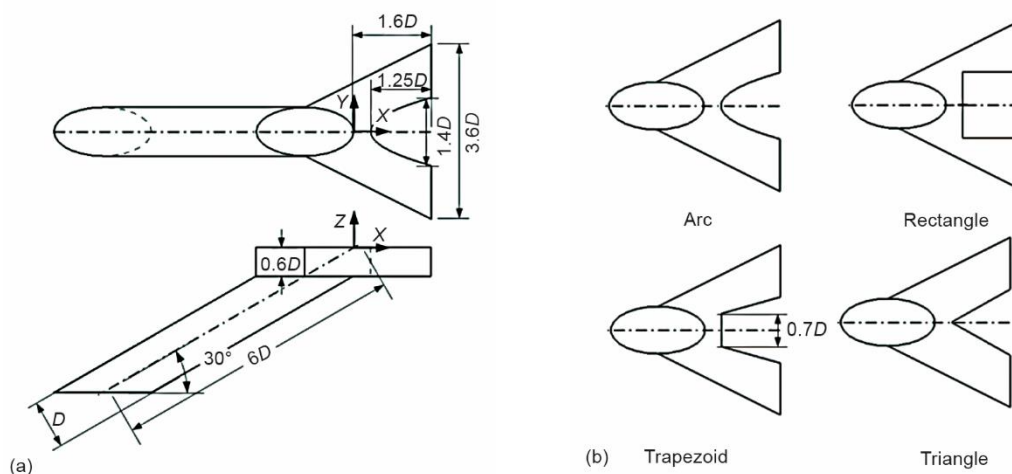 1.6D
1.25D
Y
X
1.4D
3.6D
Z
X
0.6D
30°
6D
D
(a)
Arc
Rectangle
0.7D
(b)
Trapezoid
Triangle